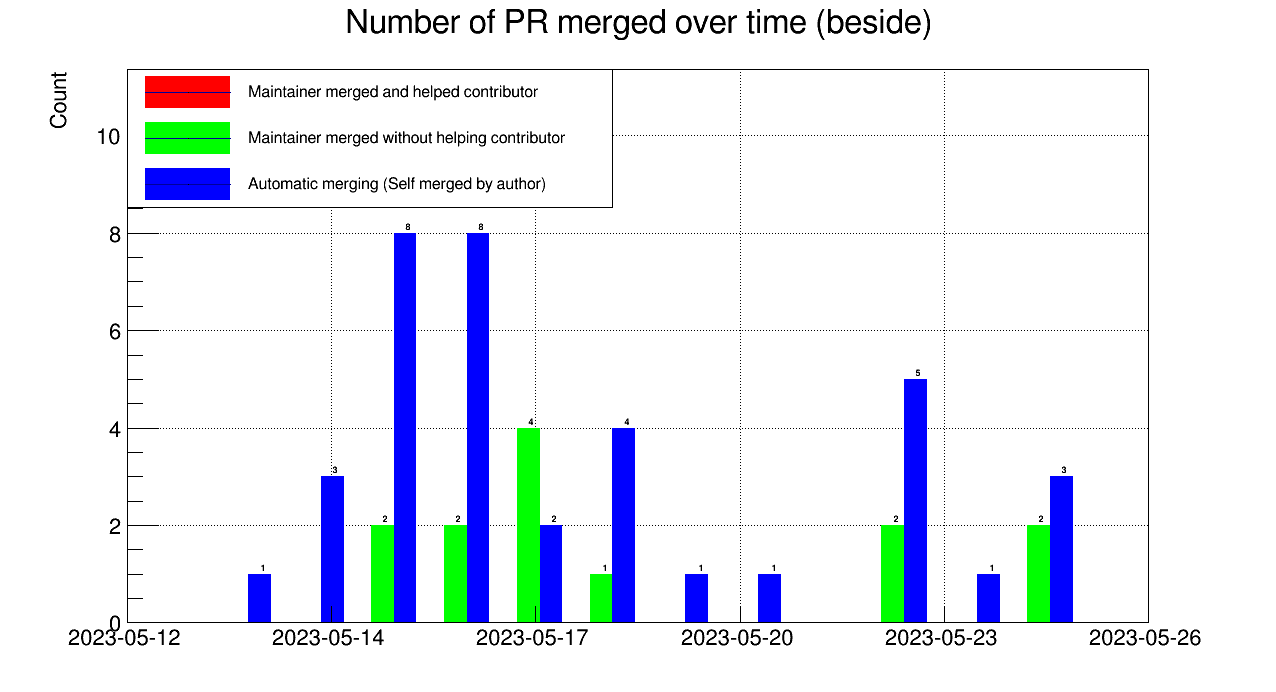 Number of PR merged over time (beside)
Count
Maintainer merged and helped contributor
Maintainer merged without helping contributor
Automatic merging (Self merged by author)
10
8
6
4
2
0
8 8
5
4 4
3 3
2 2 2 2 2
1 1 1 1 1
2023-05-12 2023-05-14 2023-05-17 2023-05-20 2023-05-23 2023-05-26